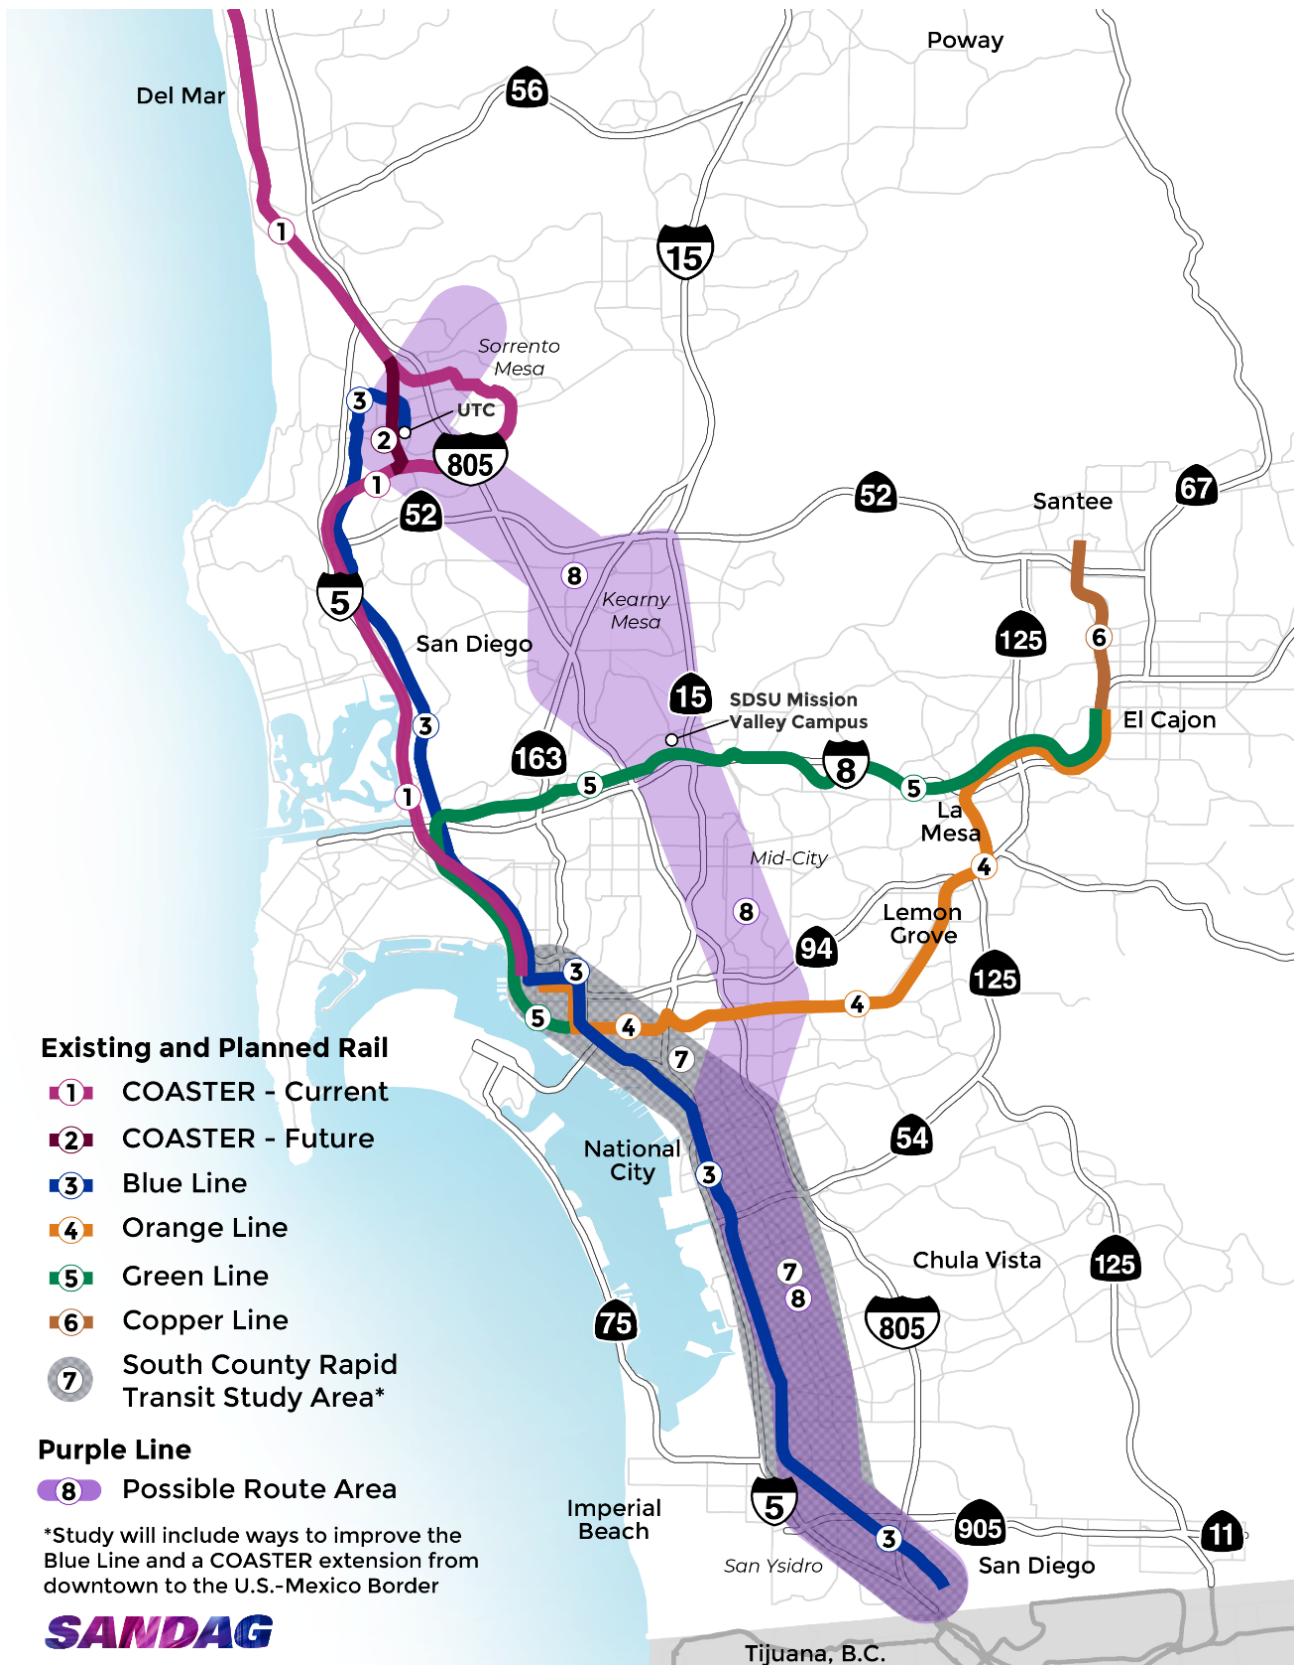 Poway
Del Mar
56
1
15
Sorrento
Mesa
3
UTC
2
805
1
52
52
67
Santee
8
5
Kearny
Mesa
San Diego
125
6
15
SDSU Mission
Valley Campus
El Cajon
3
163
8
5
5
1
La
Mesa
Mid-City
4
8
Lemon
Grove
94
3
125
5
4
4
7
Existing and Planned Rail
1 COASTER - Current
2 COASTER - Future
3 Blue Line
4 Orange Line
5 Green Line
6 Copper Line
7 South County Rapid
Transit Study Area*
Purple Line
8 Possible Route Area
*Study will include ways to improve the
Blue Line and a COASTER extension from
downtown to the U.S.-Mexico Border
SANDAG
National
City
3
54
Chula Vista
125
7
8
75
805
Imperial
Beach
5
905
11
3
San Ysidro
San Diego
Tijuana, B.C.